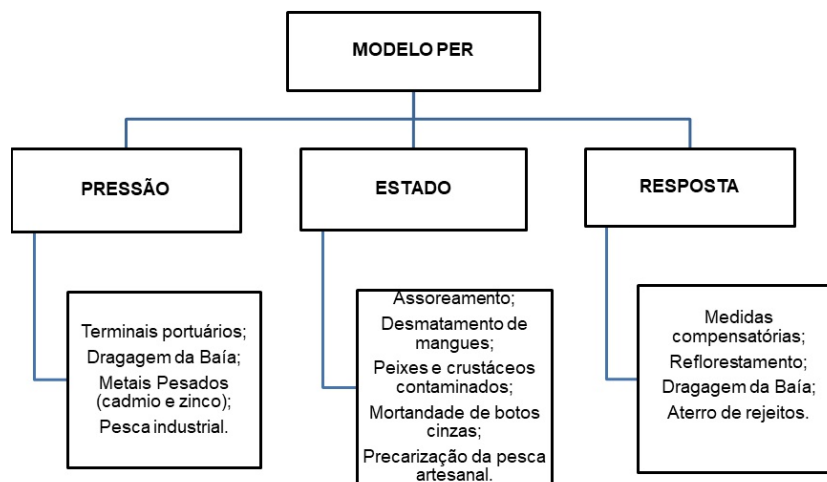 MODELO PER
PRESSÃO
ESTADO
RESPOSTA
Terminais portuários;
Dragagem da Baía;
Metais Pesados
(cadmio e zinco);
Pesca industrial.
Assoreamento;
Desmatamento de
mangues;
Peixes e crustáceos
contaminados;
Mortandade de botos
cinzas;
Precarização da pesca
artesanal.
Medidas
compensatórias;
Reflorestamento;
Dragagem da Baía;
Aterro de rejeitos.